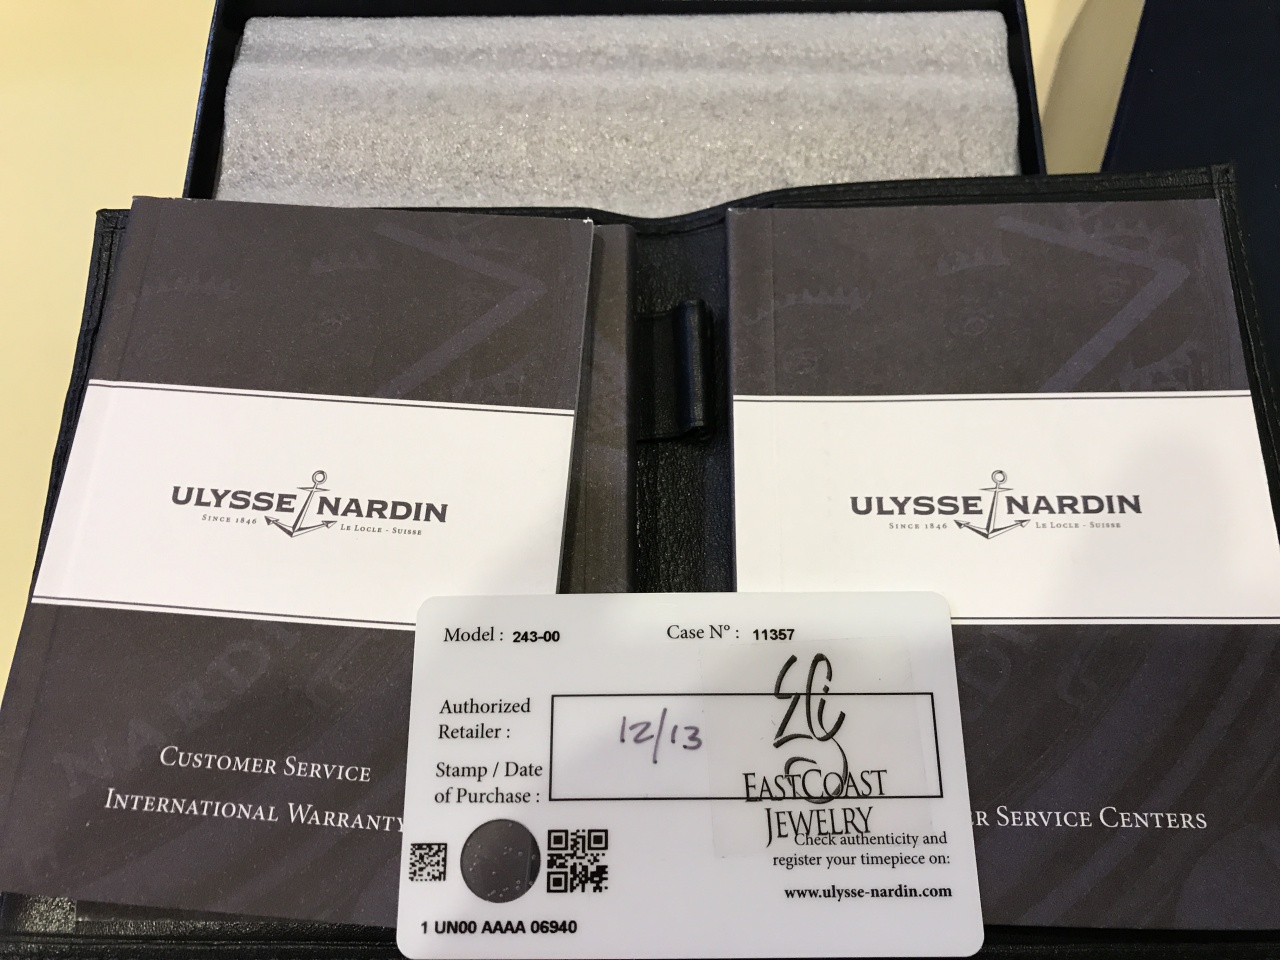 ULYSSE NARDIN
SINCE 1846 LE LOCLE - SUISSE
CUSTOMER SERVICE
INTERNATIONAL WARRANTY
ULYSSE NARDIN
SINCE 1846 LE LOCLE - SUISSE
R SERVICE CENTERS
Model : 243-00
Case Nº : 11357
Authorized
Retailer :
Stamp / Date
of Purchase :
12/13
ECJ
EASTCOAST
JEWELRY
Check authenticity and
register your timepiece on:
www.ulysse-nardin.com
1 UN00 AAAA 06940